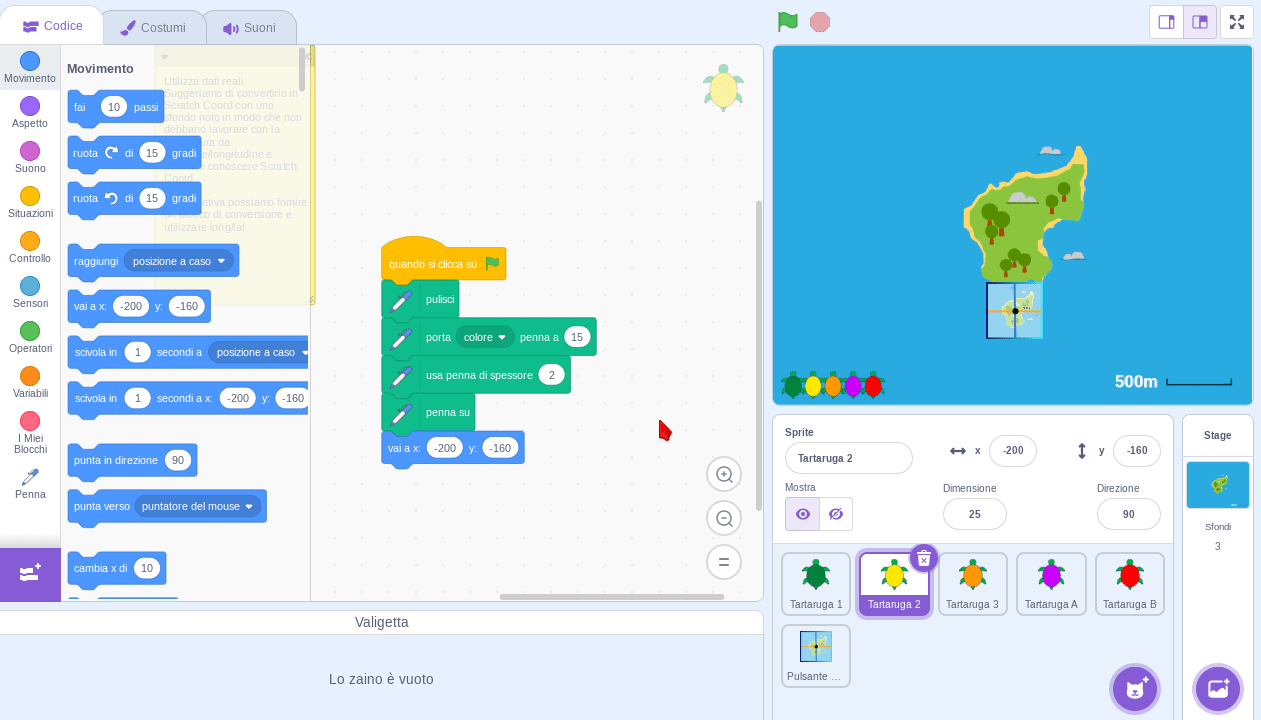 Codice
Costumi
Suoni
Movimento
Aspetto
Suono
Situazioni
Controllo
Sensori
Operatori
Variabili
I Miei
Blocchi
Penna
Movimento
fai 10 passi
ruota di 15 gradi
ruota di 15 gradi
raggiungi posizione a caso
vai a x: -200 y: -160
scivola in 1 secondi a posizione a caso
scivola in 1 secondi a x: -200 y: -160
punta in direzione 90
punta verso puntatore del mouse
cambia x di 10
Utilizza dati reali
Suggeriamo di convertirlo in
Scratch Coord con uno
sfondo noto in modo che non
debbano lavorare con la
conoscere Scratch
Coord
possiamo fornire
un blocco di conversione e
utilizzare long/lat
quando si clicca su
pulisci
porta colore penna a 15
usa penna di spessore 2
penna su
vai a x: -200 y: -160
Valigetta
Lo zaino è vuoto
500m
Sprite
Tartaruga 2
x -200
y -160
Mostra
Dimensione
25
Direzione
90
Tartaruga 1
Tartaruga 2
Tartaruga 3
Tartaruga A
Tartaruga B
Pulsante ...
Stage
Sfondi
3